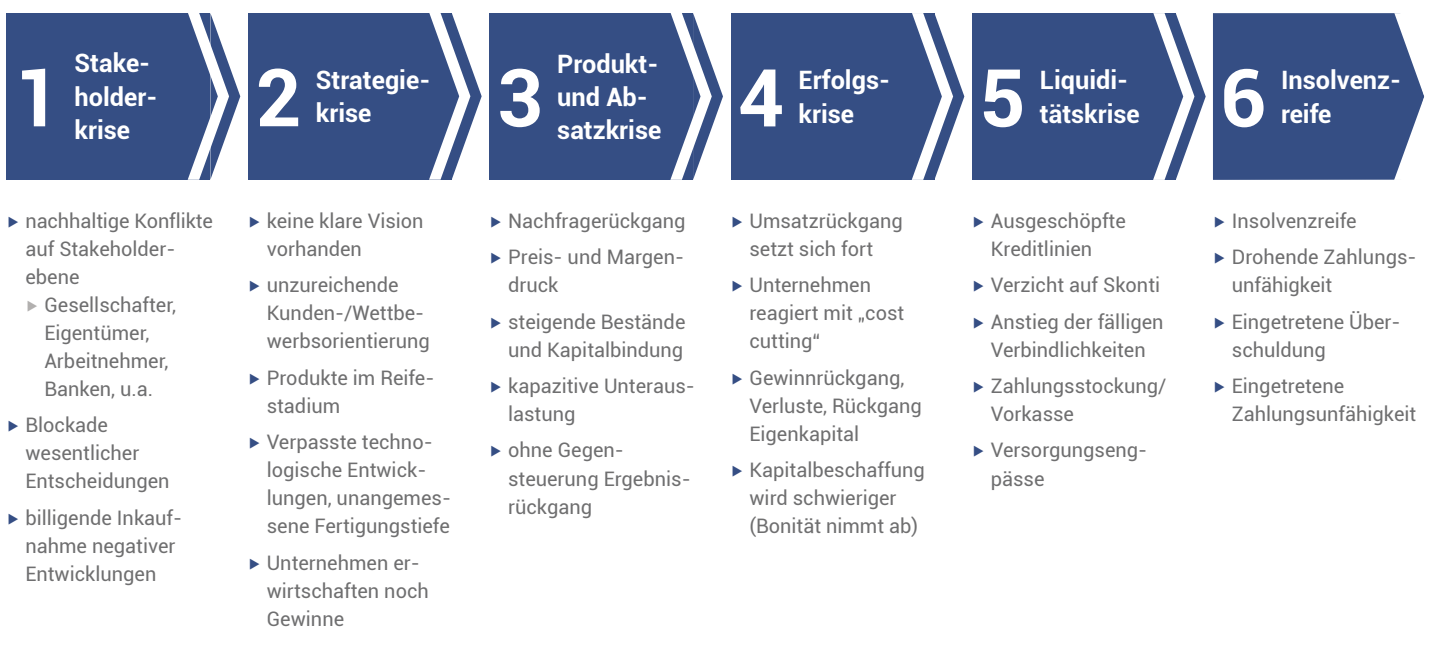 1
Stake-
holder-
krise
nachhaltige Konflikte
auf Stakeholder-
ebene
Gesellschafter,
Eigentümer,
Arbeitnehmer,
Banken, u.a.
Blockade
wesentlicher
Entscheidungen
billigende Inkauf-
nahme negativer
Entwicklungen
2
Strategie-
krise
keine klare Vision
vorhanden
unzureichende
Kunden-/Wettbe-
werbsorientierung
Produkte im Reife-
stadium
Verpasste techno-
logische Entwick-
lungen, unangemes-
sene Fertigungstiefe
Unternehmen er-
wirtschaften noch
Gewinne
3
Produkt-
und Ab-
satzkrise
Nachfragerückgang
Preis- und Margen-
druck
steigende Bestände
und Kapitalbindung
kapazitive Unteraus-
lastung
ohne Gegen-
steuerung Ergebnis-
rückgang
4
Erfolgs-
krise
Umsatzrückgang
setzt sich fort
Unternehmen
reagiert mit „cost
cutting“
Gewinnrückgang,
Verluste, Rückgang
Eigenkapital
Kapitalbeschaffung
wird schwieriger
(Bonität nimmt ab)
5
Liquidi-
tätskrise
Ausgeschöpfte
Kreditlinien
Verzicht auf Skonti
Anstieg der fälligen
Verbindlichkeiten
Zahlungsstockung/
Vorkasse
Versorgungseng-
pässe
6
Insolvenz-
reife
Insolvenzreife
Drohende Zahlungs-
unfähigkeit
Eingetretene Über-
schuldung
Eingetretene
Zahlungsunfähigkeit